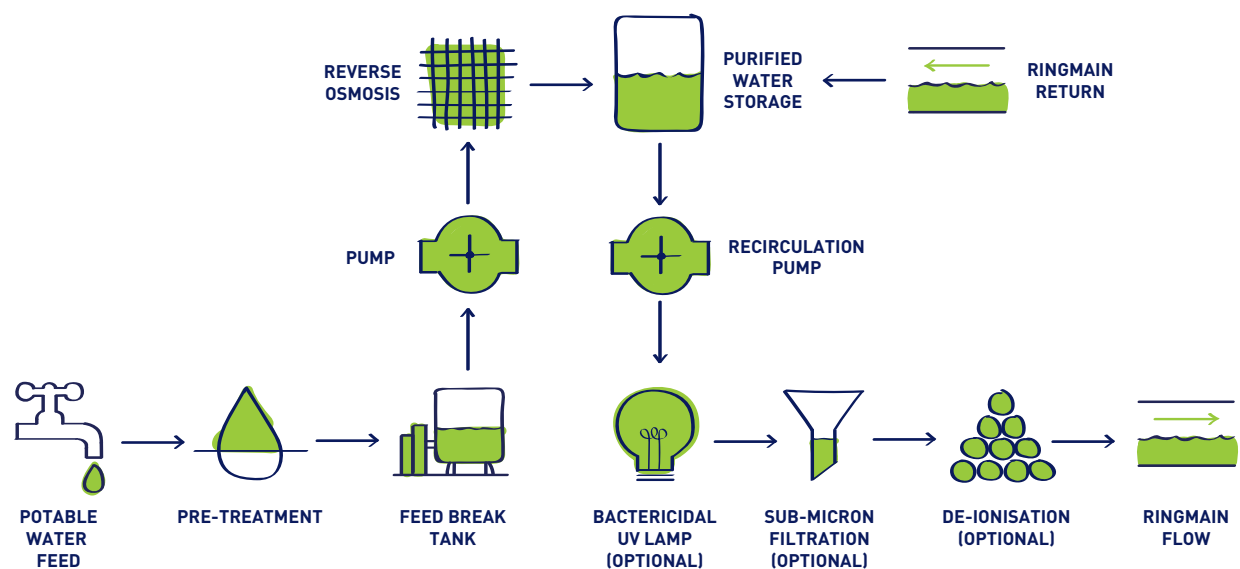 REVERSE
OSMOSIS
PURIFIED
WATER
STORAGE
RINGMAIN
RETURN
PUMP
RECIRCULATION
PUMP
POTABLE
WATER
FEED
PRE-TREATMENT
FEED BREAK
TANK
BACTERICIDAL
UV LAMP
(OPTIONAL)
SUB-MICRON
FILTRATION
(OPTIONAL)
DE-IONISATION
(OPTIONAL)
RINGMAIN
FLOW